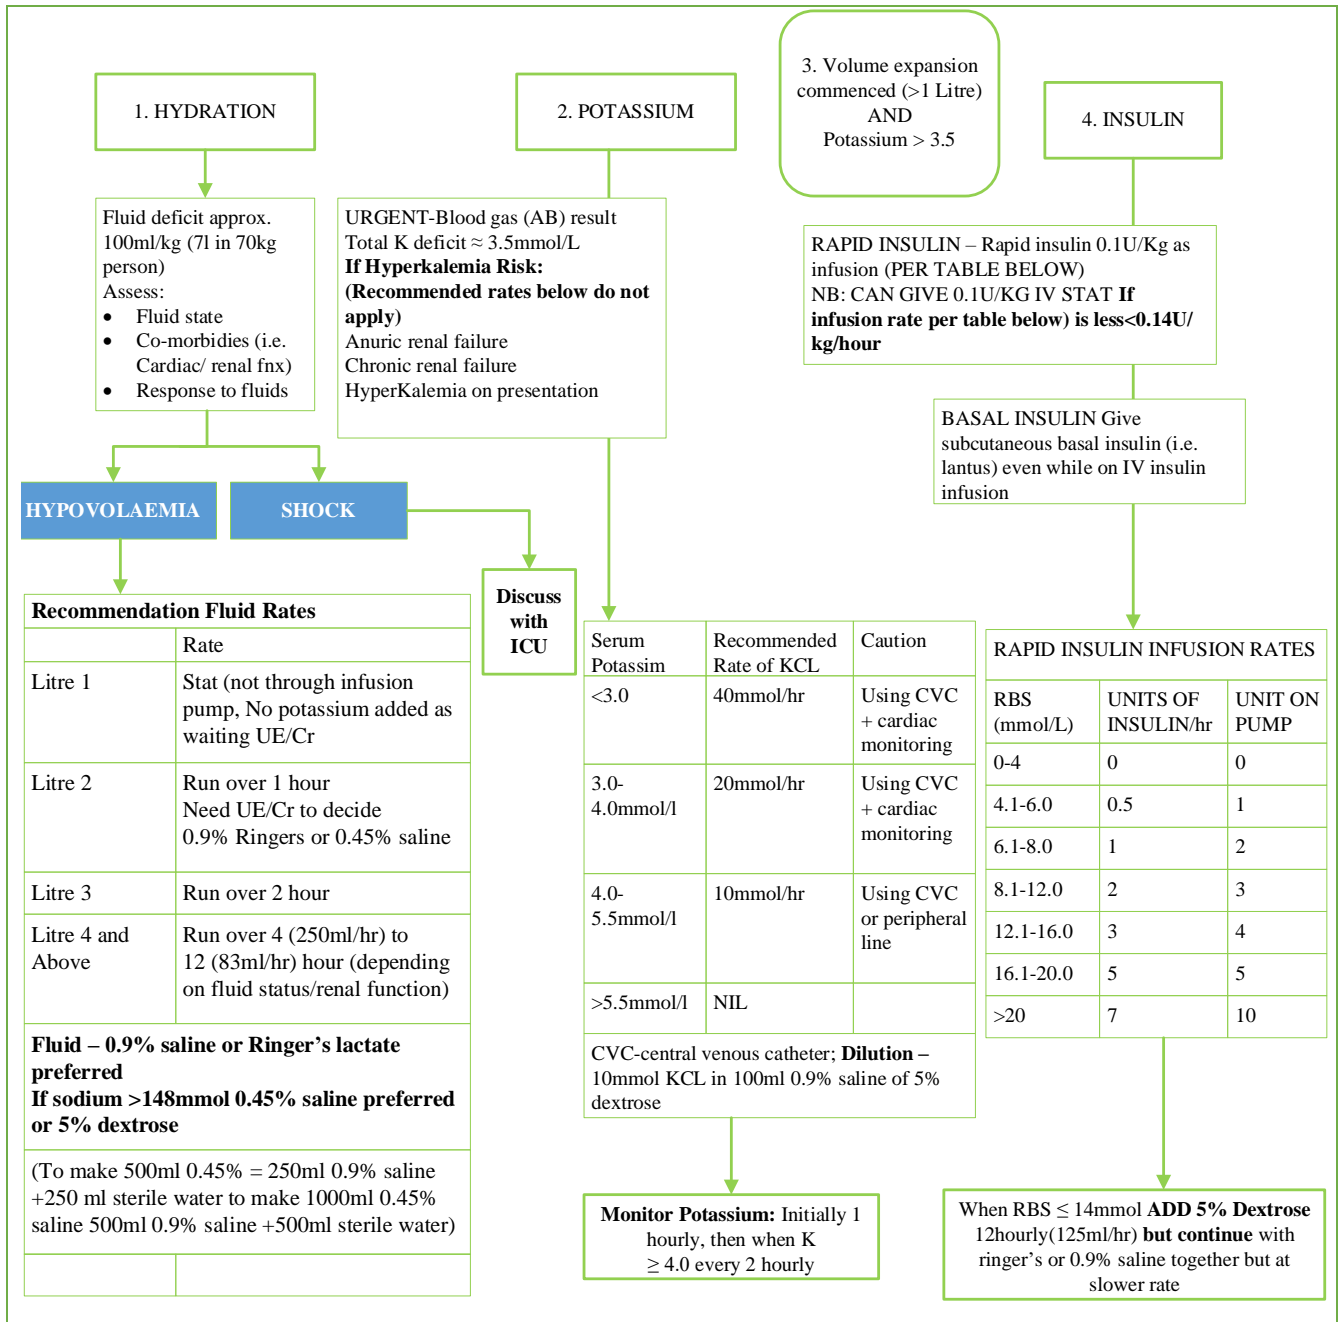 1. HYDRATION
2. POTASSIUM
3. Volume expansion
commenced (>1 Litre)
AND
Potassium > 3.5
4. INSULIN
Fluid deficit approx.
100ml/kg (7l in 70kg
person)
Assess:
• Fluid state
• Co-morbidies (i.e.
Cardiac/ renal fnx)
• Response to fluids
URGENT-Blood gas (AB) result
Total K deficit ≈ 3.5mmol/L
If Hyperkalemia Risk:
(Recommended rates below do not
apply)
Anuric renal failure
Chronic renal failure
HyperKalemia on presentation
RAPID INSULIN – Rapid insulin 0.1U/Kg as
infusion (PER TABLE BELOW)
NB: CAN GIVE 0.1U/KG IV STAT If
infusion rate per table below) is less<0.14U/
kg/hour
BASAL INSULIN Give
subcutaneous basal insulin (i.e.
lantus) even while on IV insulin
infusion
HYPOVOLAEMIA
SHOCK
Discuss
with
ICU
Recommendation Fluid Rates
Rate
Litre 1
Stat (not through infusion
pump, No potassium added as
waiting UE/Cr
Litre 2
Run over 1 hour
Need UE/Cr to decide
0.9% Ringers or 0.45% saline
Litre 3
Run over 2 hour
Litre 4 and
Above
Run over 4 (250ml/hr) to
12 (83ml/hr) hour (depending
on fluid status/renal function)
Fluid – 0.9% saline or Ringer's lactate
preferred
If sodium >148mmol 0.45% saline preferred
or 5% dextrose
(To make 500ml 0.45% = 250ml 0.9% saline
+250 ml sterile water to make 1000ml 0.45%
saline 500ml 0.9% saline +500ml sterile water)
Serum
Potassim
Recommended
Rate of KCL
Caution
<3.0
40mmo/hr
Using CVC
+ cardiac
monitoring
3.0-
4.0mmol/l
20mmo/hr
Using CVC
+ cardiac
monitoring
4.0-
5.5mmol/l
10mmo/hr
Using CVC
or peripheral
line
>5.5mmol/l
NIL
CVC-central venous catheter; Dilution –
10mmol KCL in 100ml 0.9% saline of 5%
dextrose
Monitor Potassium: Initially 1
hourly, then when K
≥ 4.0 every 2 hourly
RAPID INSULIN INFUSION RATES
RBS
(mmol/L)
UNITS OF
INSULIN/hr
UNIT ON
PUMP
0-4 0 0
4.1-6.0 0.5 1
6.1-8.0 1 2
8.1-12.0 2 3
12.1-16.0 3 4
16.1-20.0 5 5
>20 7 10
When RBS ≤ 14mmol ADD 5% Dextrose
12hourly(125ml/hr) but continue with
ringer's or 0.9% saline together but at
slower rate